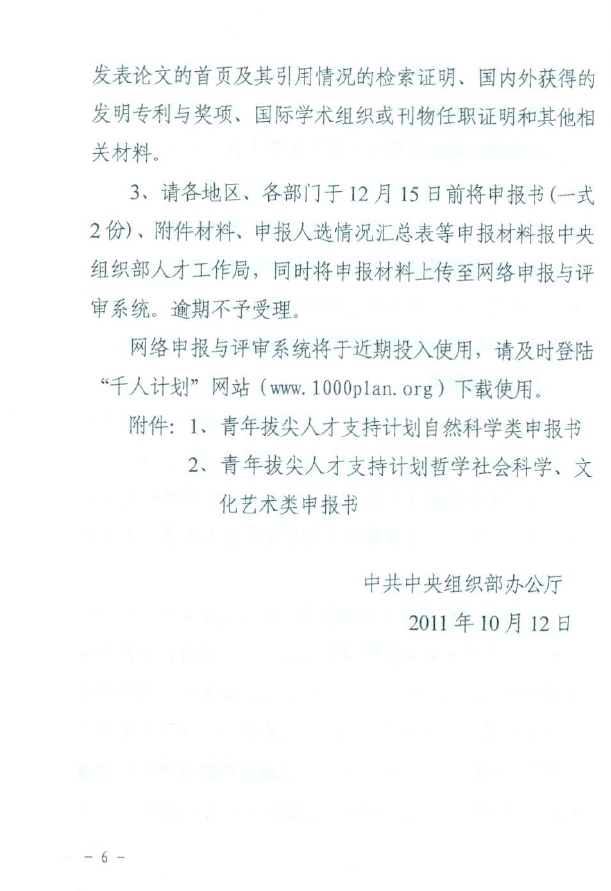 发表论文的首页及其引用情况的检索证明、国内外获得的
发明专利与奖项、国际学术组织或刊物任职证明和其他相
关材料。
3、请各地区、各部门于12月15日前将申报书(一式
2份)、附件材料、申报人选情况汇总表等申报材料报中央
组织部人才工作局，同时将申报材料上传至网络申报与评
审系统。逾期不予受理。
网络申报与评审系统将于近期投入使用，请及时登陆
“千人计划”网站（www.1000plan.org）下载使用。
附件：1、青年拔尖人才支持计划自然科学类申报书
2、青年拔尖人才支持计划哲学社会科学、文
化艺术类申报书
中共中央组织部办公厅
2011年10月12日
- 6 -